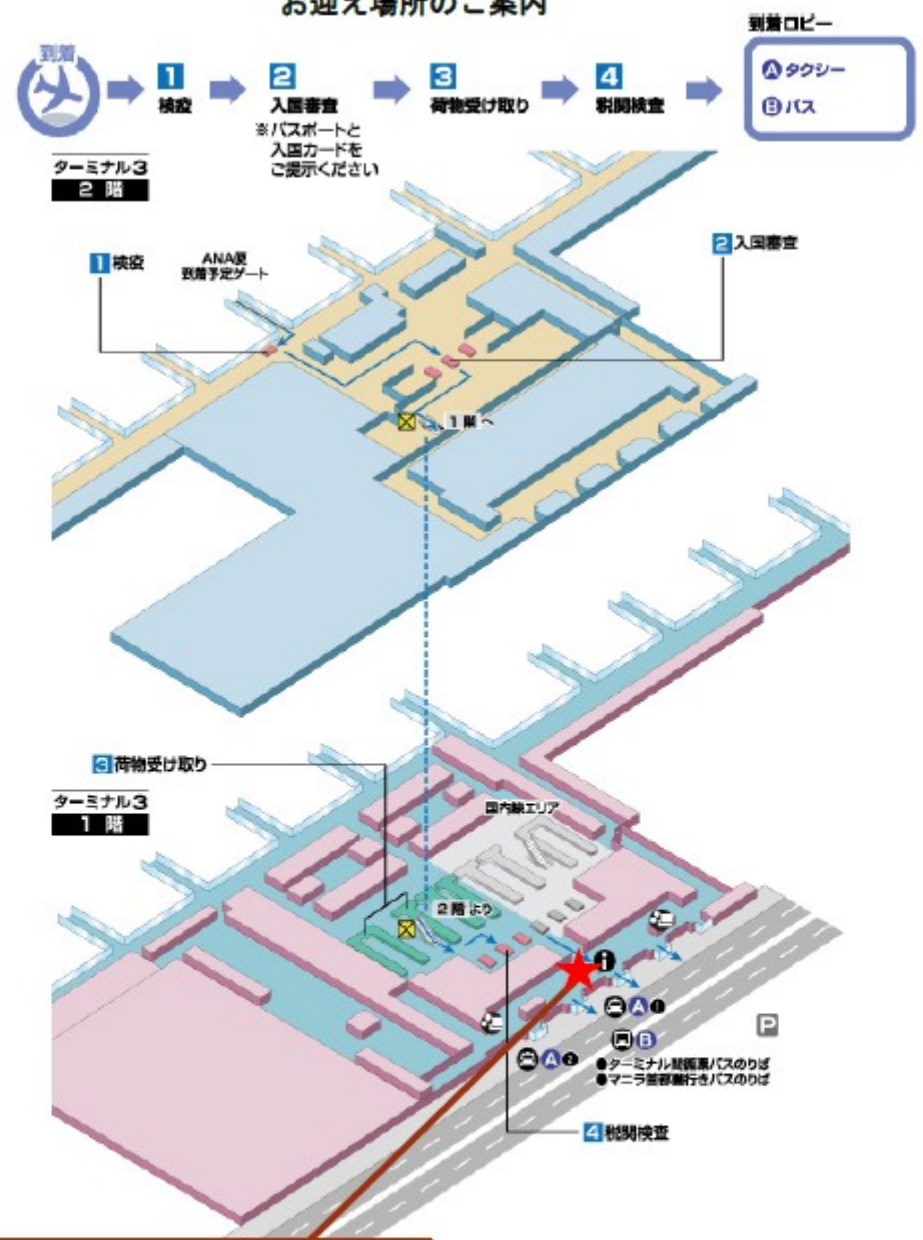 お迎え場所のご案内
到着
1
検疫
2
入国審査
※パスポートと
入国カードを
ご提示ください
3
荷物受け取り
4
税関検査
到着ロビー
A タクシー
B バス
ターミナル3
2 階
1 検疫
ANA便
到着予定ゲート
2 入国審査
1 階 へ
3 荷物受け取り
ターミナル3
1 階
国内線エリア
2 階 より
i
A 1
P
B
A 2
●ターミナル間循環バスのりば
●マニラ首都圏行きバスのりば
4 税関検査